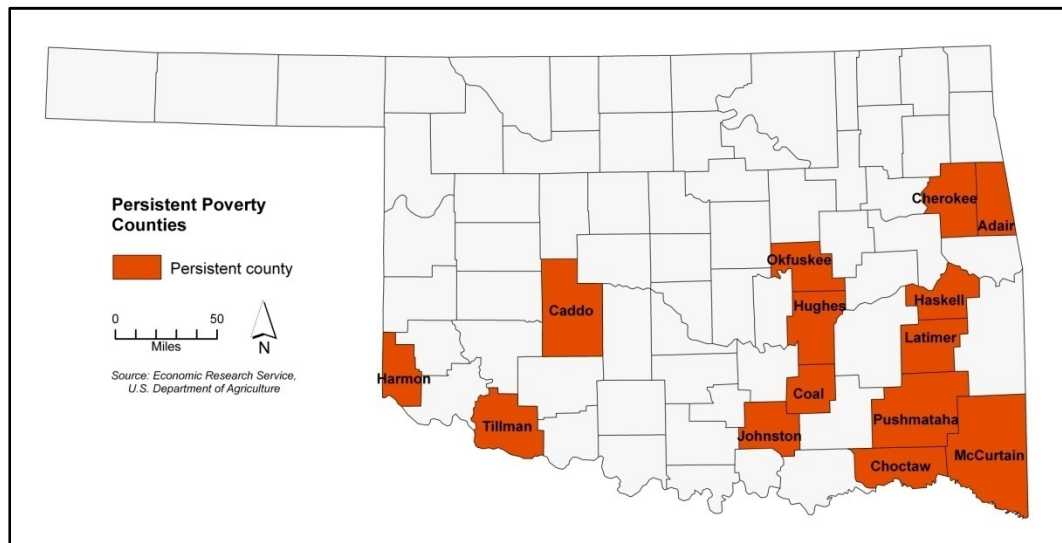 Persistent Poverty
Counties
Persistent county
0 50
Miles
N
Source: Economic Research Service,
U.S. Department of Agriculture
Cherokee
Adair
Okfuskee
Hughes
Haskell
Caddo
Latimer
Harmon
Coal
Tillman
Pushmataha
Johnston
McCurtain
Choctaw